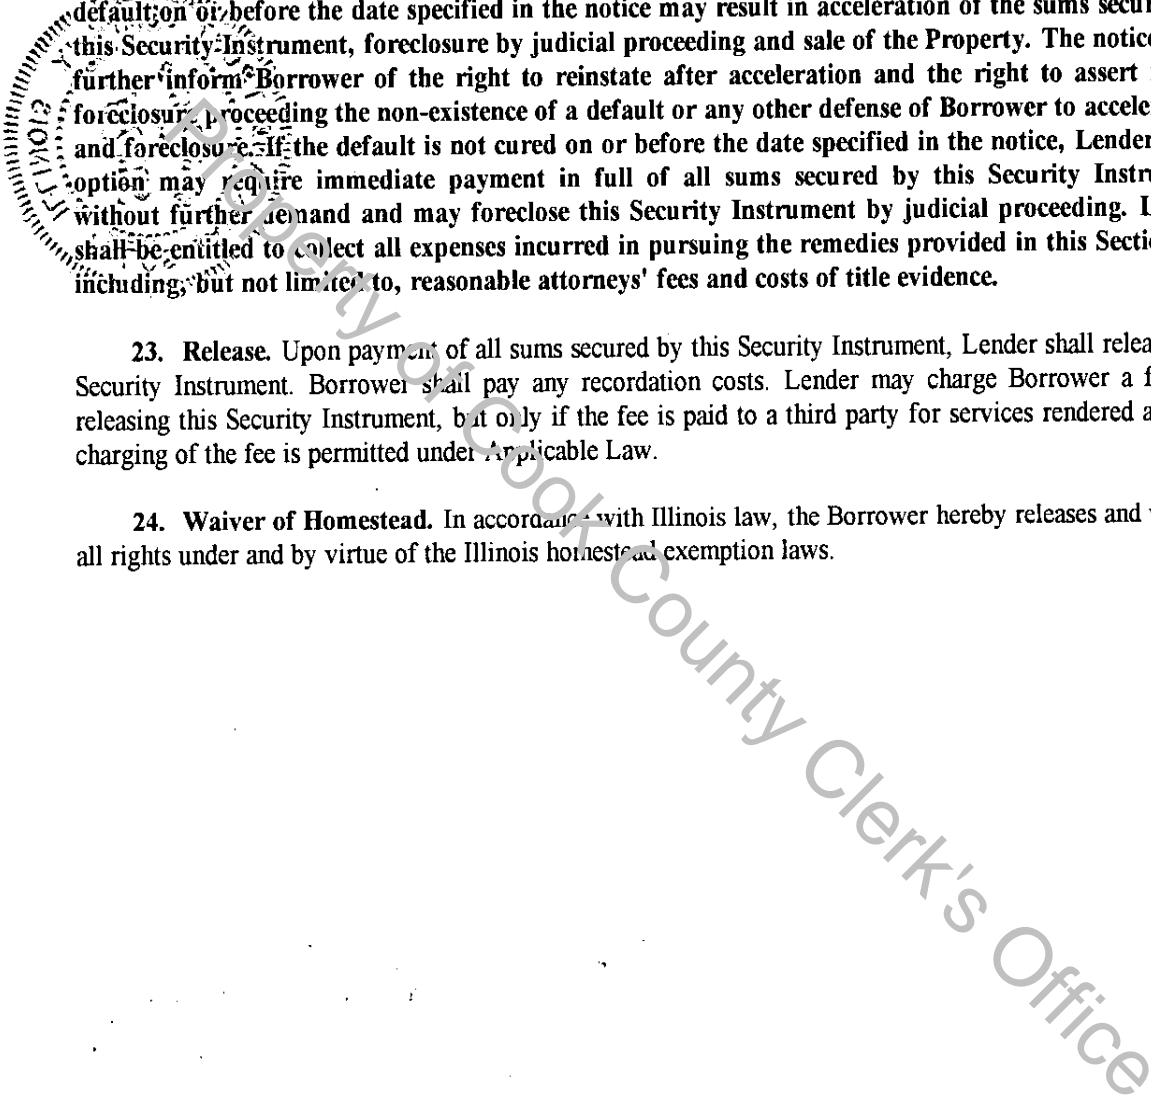 default on or before the date specified in the notice may result in acceleration of the sums secur
this Security Instrument, foreclosure by judicial proceeding and sale of the Property. The notice
further inform Borrower of the right to reinstate after acceleration and the right to assert
foreclosure proceeding the non-existence of a default or any other defense of Borrower to accele
and foreclosure. If the default is not cured on or before the date specified in the notice, Lender
option may require immediate payment in full of all sums secured by this Security Instr
without further demand and may foreclose this Security Instrument by judicial proceeding. L
shall be entitled to collect all expenses incurred in pursuing the remedies provided in this Secti
including, but not limited to, reasonable attorneys' fees and costs of title evidence.
23. Release. Upon payment of all sums secured by this Security Instrument, Lender shall relea
Security Instrument. Borrower shall pay any recordation costs. Lender may charge Borrower a f
releasing this Security Instrument, but only if the fee is paid to a third party for services rendered a
charging of the fee is permitted under Applicable Law.
24. Waiver of Homestead. In accordance with Illinois law, the Borrower hereby releases and
all rights under and by virtue of the Illinois homestead exemption laws.
Property of Cook County Clerk's Office